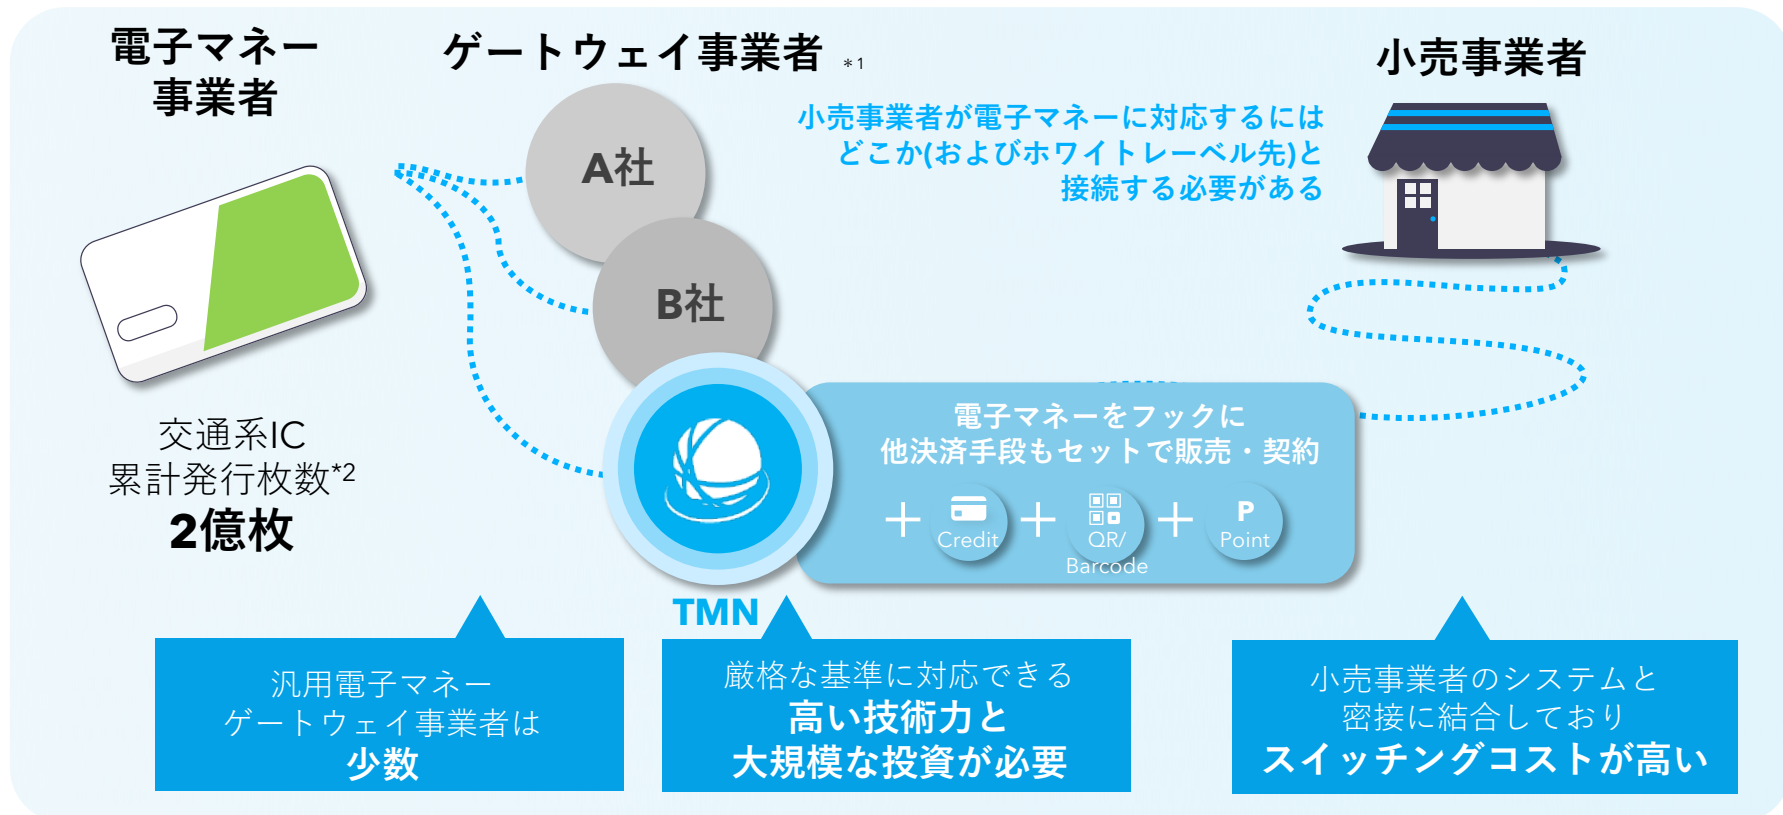 電子マネー
事業者
ゲートウェイ事業者 *1
小売事業者
小売事業者が電子マネーに対応するには
どこか(およびホワイトレーベル先)と
接続する必要がある
A社
B社
交通系IC
累計発行枚数*2
2億枚
電子マネーをフックに
他決済手段もセットで販売・契約
＋ Credit ＋ QR/
Barcode
＋ P
Point
TMN
汎用電子マネー
ゲートウェイ事業者は
少数
厳格な基準に対応できる
高い技術力と
大規模な投資が必要
小売事業者のシステムと
密接に結合しており
スイッチングコストが高い